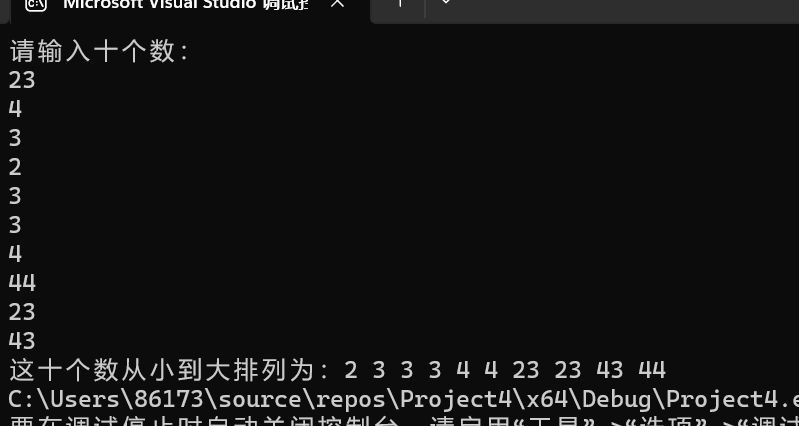 Microsoft Visual Studio 调试控
请输入十个数：
23
4
3
2
3
3
4
44
23
43
这十个数从小到大排列为：2 3 3 3 4 4 23 23 43 44
C:\Users\86173\source\repos\Project4\x64\Debug\Project4.e
要在调试停止时自动关闭控制台，请启用“工具”->“选项”->“调试